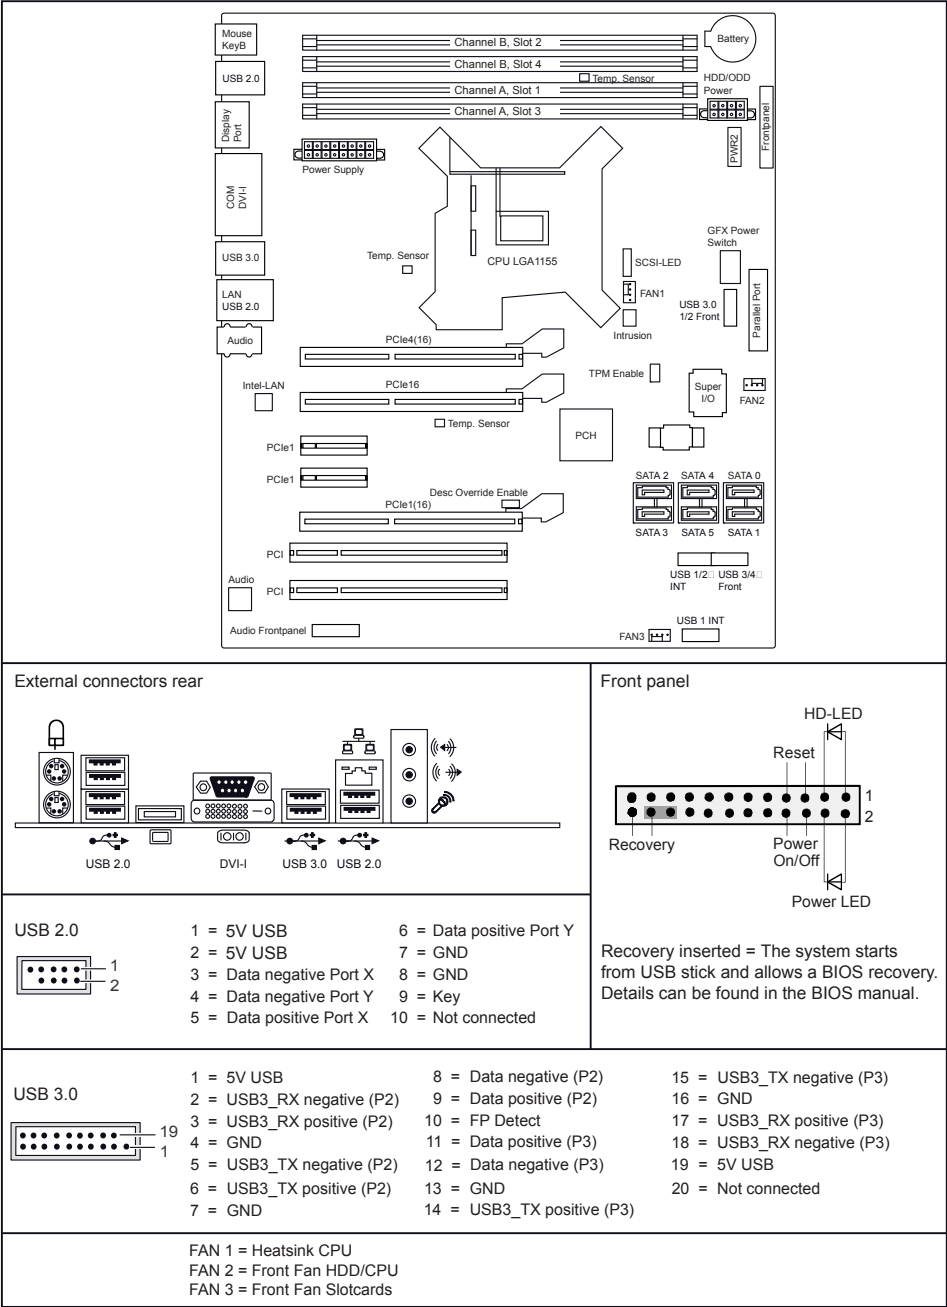 Mouse
KeyB
USB 2.0
Display
Port
COM
DVI-I
USB 3.0
LAN
USB 2.0
Audio
Channel B, Slot 2
Channel B, Slot 4
Temp. Sensor
Channel A, Slot 1
Channel A, Slot 3
Battery
HDD/ODD
Power
PWR2
Frontpanel
Power Supply
Temp. Sensor
CPU LGA1155
SCSI-LED
FAN1
Intrusion
GFX Power
Switch
USB 3.0
1/2 Front
Parallel Port
PCIe4(16)
Intel-LAN
PCIe16
Temp. Sensor
TPM Enable
Super
I/O
FAN2
PCH
PCIe1
PCIe1
Desc Override Enable
PCIe1(16)
SATA 2 SATA 4 SATA 0
SATA 3 SATA 5 SATA 1
PCI
Audio
PCI
USB 1/2 USB 3/4
INT Front
Audio Frontpanel
USB 1 INT
FAN3
External connectors rear
USB 2.0
DVI-I
USB 3.0
USB 2.0
Front panel
HD-LED
Reset
1
2
Recovery
Power
On/Off
Power LED
Recovery inserted = The system starts
from USB stick and allows a BIOS recovery.
Details can be found in the BIOS manual.
USB 2.0
1
2
1 = 5V USB
2 = 5V USB
3 = Data negative Port X
4 = Data negative Port Y
5 = Data positive Port X
6 = Data positive Port Y
7 = GND
8 = GND
9 = Key
10 = Not connected
USB 3.0
19
1
1 = 5V USB
2 = USB3_RX negative (P2)
3 = USB3_RX positive (P2)
4 = GND
5 = USB3_TX negative (P2)
6 = USB3_TX positive (P2)
7 = GND
8 = Data negative (P2)
9 = Data positive (P2)
10 = FP Detect
11 = Data positive (P3)
12 = Data negative (P3)
13 = GND
14 = USB3_TX positive (P3)
15 = USB3_TX negative (P3)
16 = GND
17 = USB3_RX positive (P3)
18 = USB3_RX negative (P3)
19 = 5V USB
20 = Not connected
FAN 1 = Heatsink CPU
FAN 2 = Front Fan HDD/CPU
FAN 3 = Front Fan Slotcards